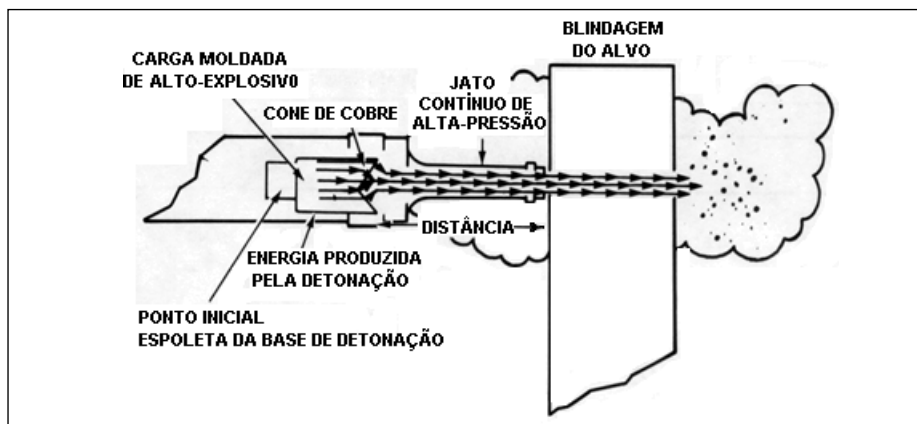 BLINDAGEM
DO ALVO
CARGA MOLDADA
DE ALTO-EXPLOSIVO
CONE DE COBRE
JATO
CONTÍNUO DE
ALTA-PRESSÃO
DISTÂNCIA
ENERGIA PRODUZIDA
PELA DETONAÇÃO
PONTO INICIAL
ESPOLETA DA BASE DE DETONAÇÃO